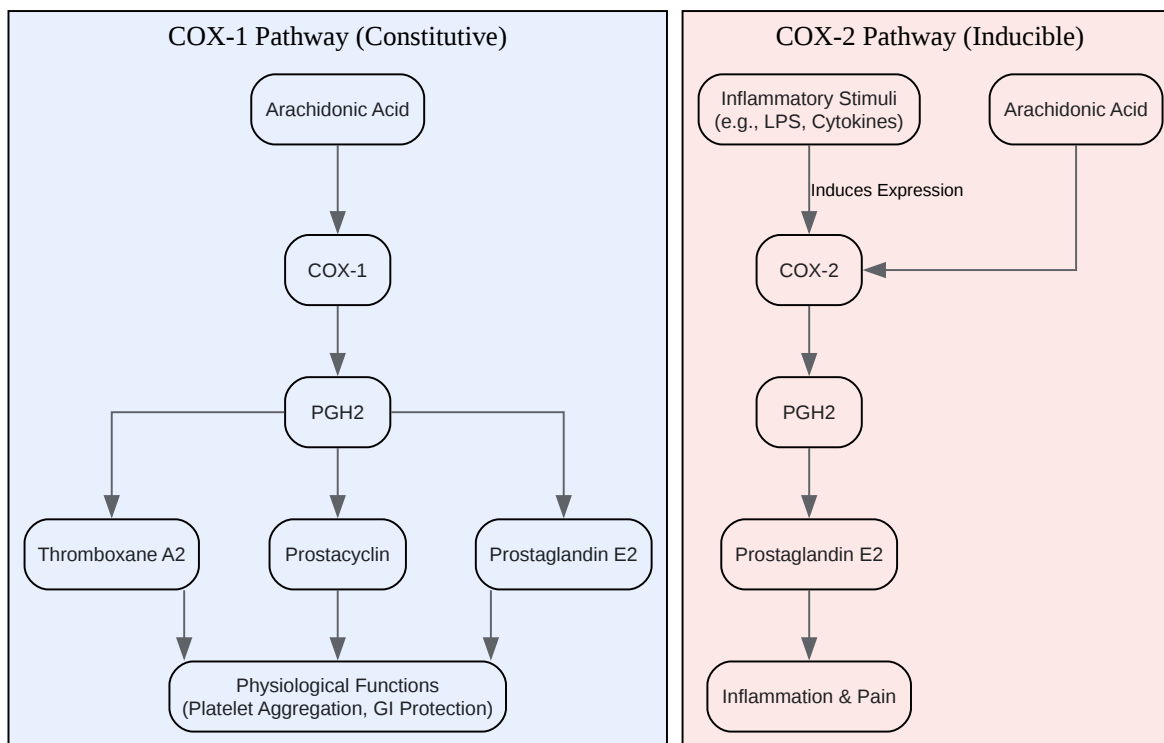 COX-1 Pathway (Constitutive)
Arachidonic Acid
COX-1
PGH2
Thromboxane A2
Prostacyclin
Prostaglandin E2
Physiological Functions
(Platelet Aggregation, GI Protection)
COX-2 Pathway (Inducible)
Inflammatory Stimuli
(e.g., LPS, Cytokines)
Arachidonic Acid
Induces Expression
COX-2
PGH2
Prostaglandin E2
Inflammation & Pain